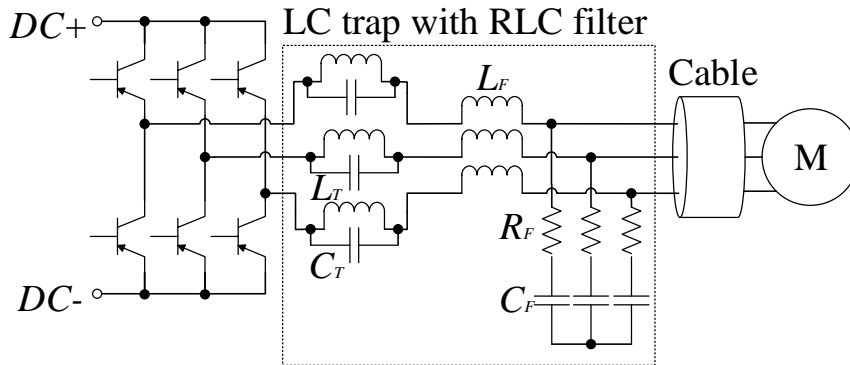 DC+
LC trap with RLC filter
Cable
L_F
M
L_T
R_F
C_T
C_F
DC-